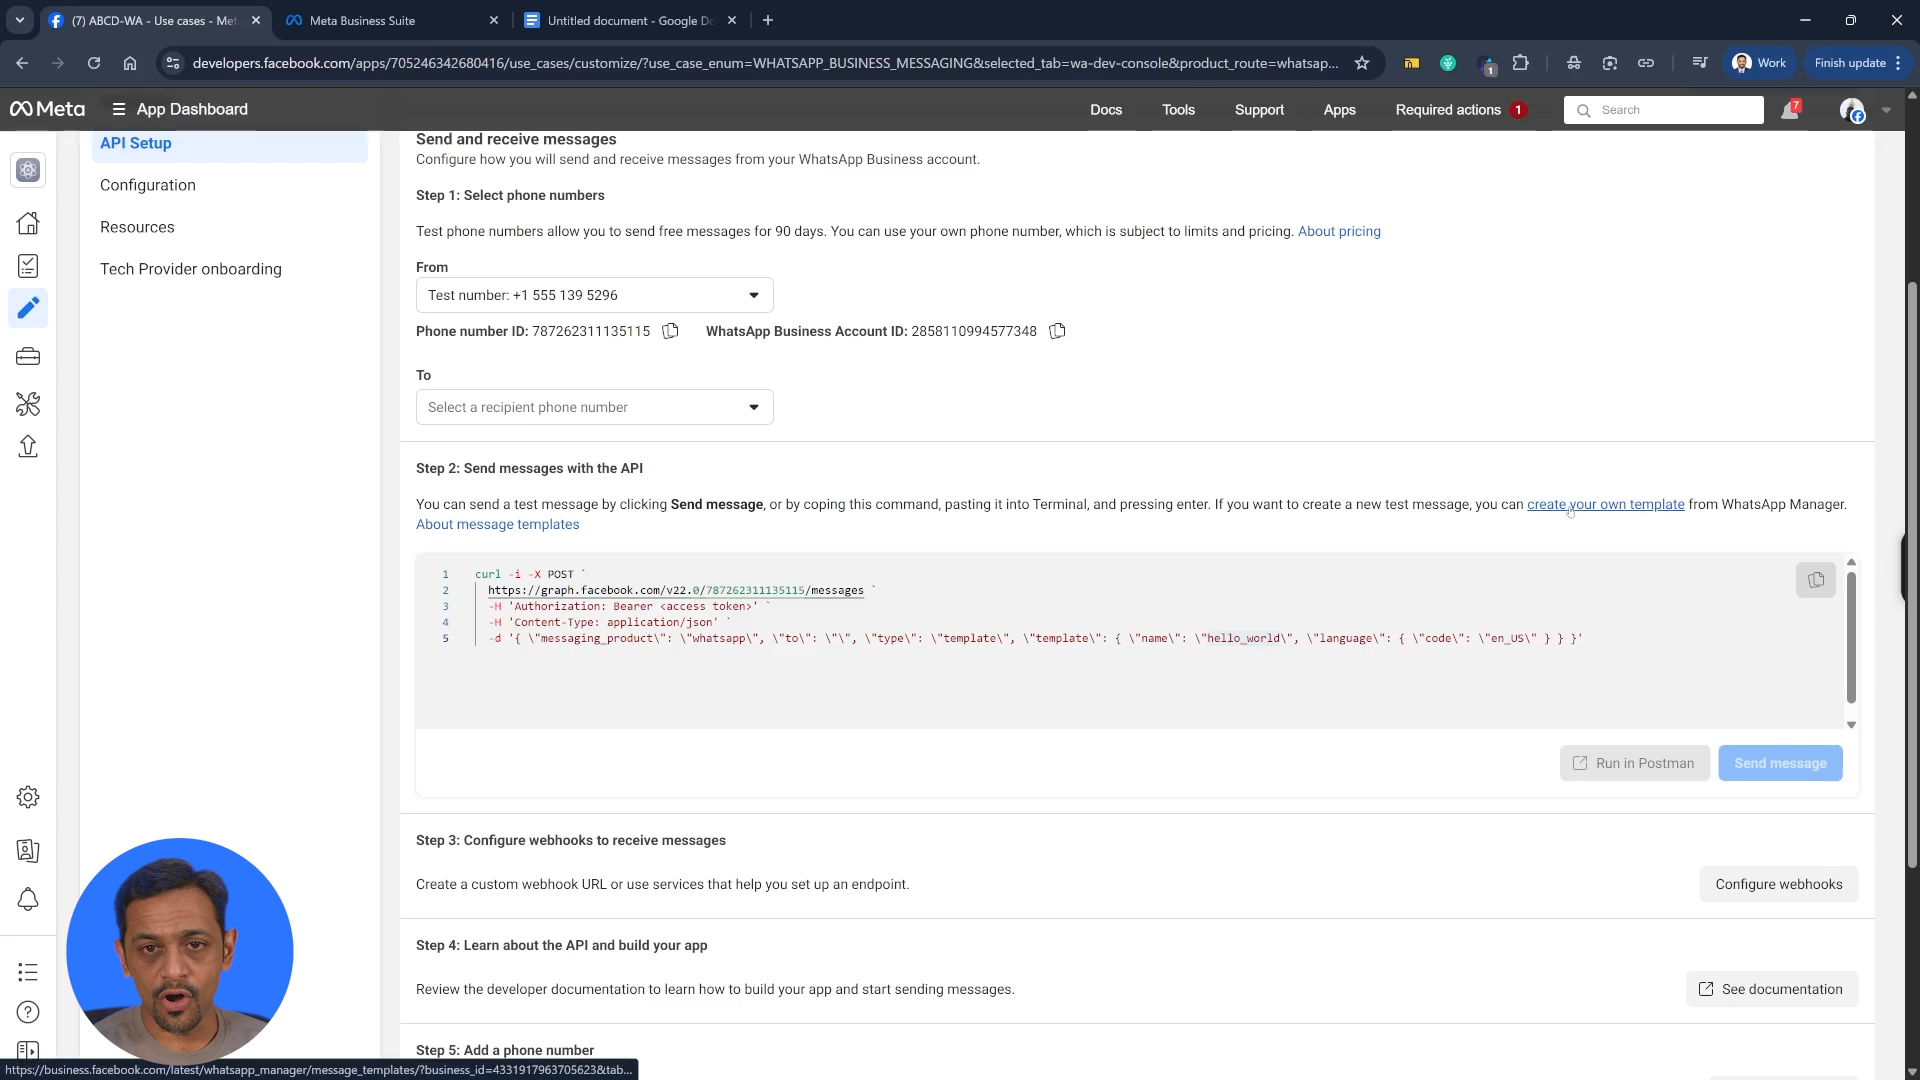 (7) ABCD-WA - Use cases - Met
Meta Business Suite
Untitled document - Google Do
developers.facebook.com/apps/705246342680416/use_cases/customize/?use_case_enum=WHATSAPP_BUSINESS_MESSAGING&selected_tab=wa-dev-console&product_route=whatsap...
1
Work
Finish update
Meta
App Dashboard
Docs
Tools
Support
Apps
Required actions 1
Search
7
API Setup
Configuration
Resources
Tech Provider onboarding
Send and receive messages
Configure how you will send and receive messages from your WhatsApp Business account.
Step 1: Select phone numbers
Test phone numbers allow you to send free messages for 90 days. You can use your own phone number, which is subject to limits and pricing. About pricing
From
Test number: +1 555 139 5296
Phone number ID: 787262311135115 WhatsApp Business Account ID: 2858110994577348
To
Select a recipient phone number
Step 2: Send messages with the API
You can send a test message by clicking Send message, or by coping this command, pasting it into Terminal, and pressing enter. If you want to create a new test message, you can create your own template from WhatsApp Manager.
About message templates
1 curl -i -X POST `
2 https://graph.facebook.com/v22.0/787262311135115/messages `
3 -H 'Authorization: Bearer <access token>' `
4 -H 'Content-Type: application/json' `
5 -d '{ \"messaging_product\": \"whatsapp\", \"to\": \"\", \"type\": \"template\", \"template\": { \"name\": \"hello_world\", \"language\": { \"code\": \"en_US\" } } }'
Run in Postman
Send message
Step 3: Configure webhooks to receive messages
Create a custom webhook URL or use services that help you set up an endpoint.
Configure webhooks
Step 4: Learn about the API and build your app
Review the developer documentation to learn how to build your app and start sending messages.
See documentation
Step 5: Add a phone number
https://business.facebook.com/latest/whatsapp_manager/message_templates/?business_id=4331917963705623&tab...